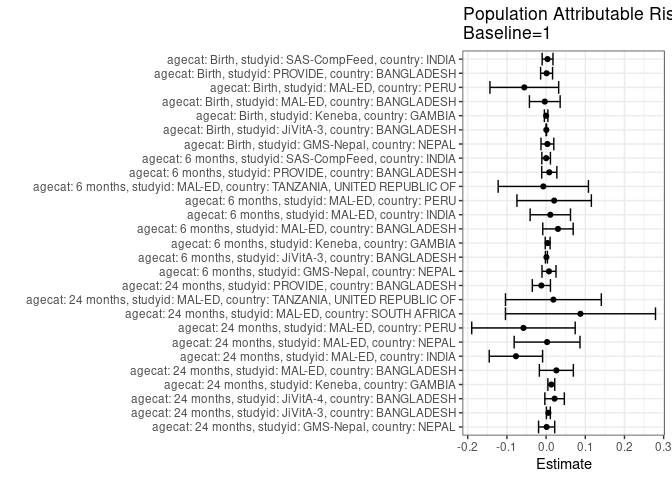 Population Attributable Ris
Baseline=1
agecat: Birth, studyid: SAS-CompFeed, country: INDIA
agecat: Birth, studyid: PROVIDE, country: BANGLADESH
agecat: Birth, studyid: MAL-ED, country: PERU
agecat: Birth, studyid: MAL-ED, country: BANGLADESH
agecat: Birth, studyid: Keneba, country: GAMBIA
agecat: Birth, studyid: JiVitA-3, country: BANGLADESH
agecat: Birth, studyid: GMS-Nepal, country: NEPAL
agecat: 6 months, studyid: SAS-CompFeed, country: INDIA
agecat: 6 months, studyid: PROVIDE, country: BANGLADESH
agecat: 6 months, studyid: MAL-ED, country: TANZANIA, UNITED REPUBLIC OF
agecat: 6 months, studyid: MAL-ED, country: PERU
agecat: 6 months, studyid: MAL-ED, country: INDIA
agecat: 6 months, studyid: MAL-ED, country: BANGLADESH
agecat: 6 months, studyid: Keneba, country: GAMBIA
agecat: 6 months, studyid: JiVitA-3, country: BANGLADESH
agecat: 6 months, studyid: GMS-Nepal, country: NEPAL
agecat: 24 months, studyid: PROVIDE, country: BANGLADESH
agecat: 24 months, studyid: MAL-ED, country: TANZANIA, UNITED REPUBLIC OF
agecat: 24 months, studyid: MAL-ED, country: SOUTH AFRICA
agecat: 24 months, studyid: MAL-ED, country: PERU
agecat: 24 months, studyid: MAL-ED, country: NEPAL
agecat: 24 months, studyid: MAL-ED, country: INDIA
agecat: 24 months, studyid: MAL-ED, country: BANGLADESH
agecat: 24 months, studyid: Keneba, country: GAMBIA
agecat: 24 months, studyid: JiVitA-4, country: BANGLADESH
agecat: 24 months, studyid: JiVitA-3, country: BANGLADESH
agecat: 24 months, studyid: GMS-Nepal, country: NEPAL
-0.2 -0.1 0.0 0.1 0.2 0.3
Estimate